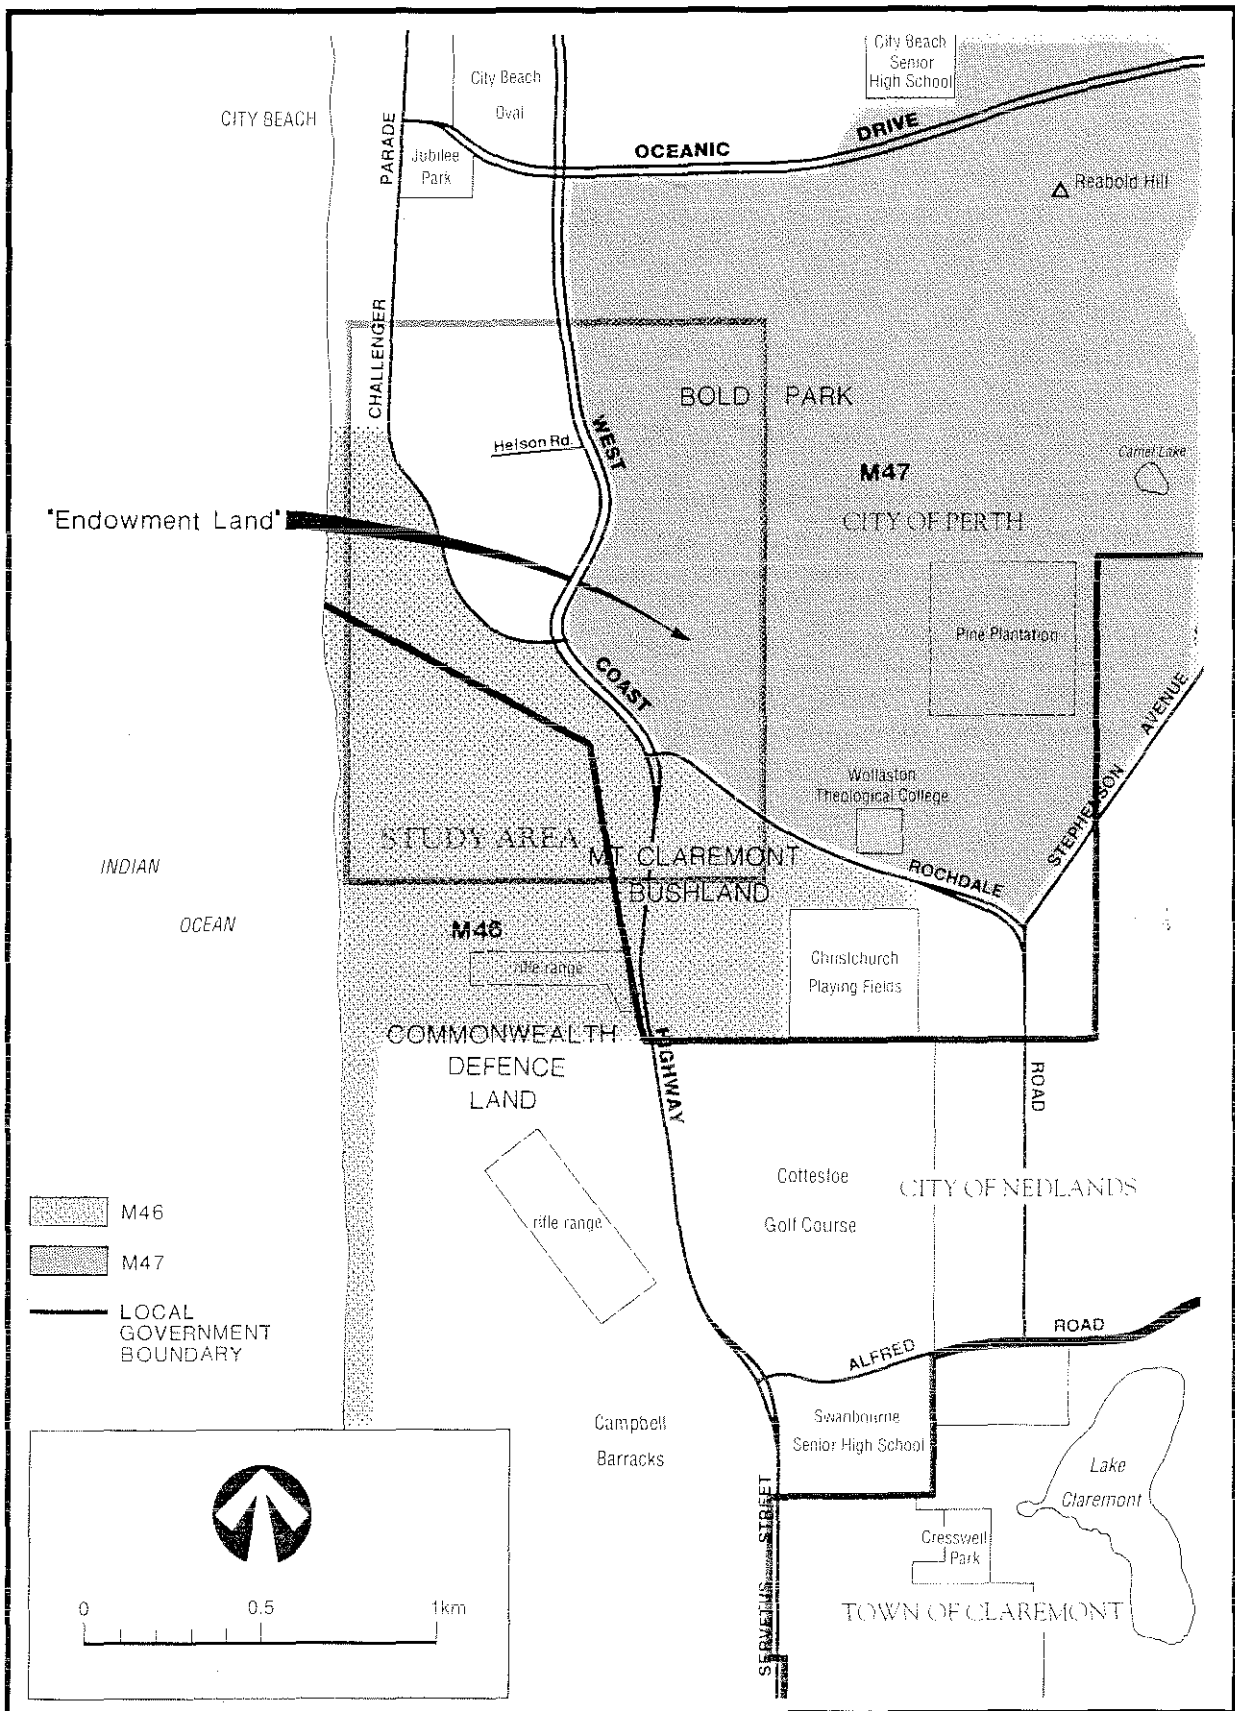 City Beach
Senior
High School
City Beach
Oval
CITY BEACH
PARADE
OCEANIC
DRIVE
Jubilee
Park
Reabold Hill
CHALLENGER
BOLD PARK
WEST
Helson Rd.
M47
Camel Lake
"Endowment Land"
CITY OF PERTH
Pine Plantation
COAST
AVENUE
STEPHENSON
Wollaston
Theological College
STUDY AREA
MT CLAREMONT
BUSHLAND
INDIAN
OCEAN
ROCHDALE
M46
rifle range
Christchurch
Playing Fields
COMMONWEALTH
DEFENCE
LAND
HIGHWAY
ROAD
Cottesloe
Golf Course
CITY OF NEDLANDS
rifle range
M46
M47
LOCAL
GOVERNMENT
BOUNDARY
ALFRED
ROAD
Campbell
Barracks
Swanbourne
Senior High School
Lake
Claremont
SERVETUS STREET
Cresswell
Park
TOWN OF CLAREMONT
0 0.5 1km